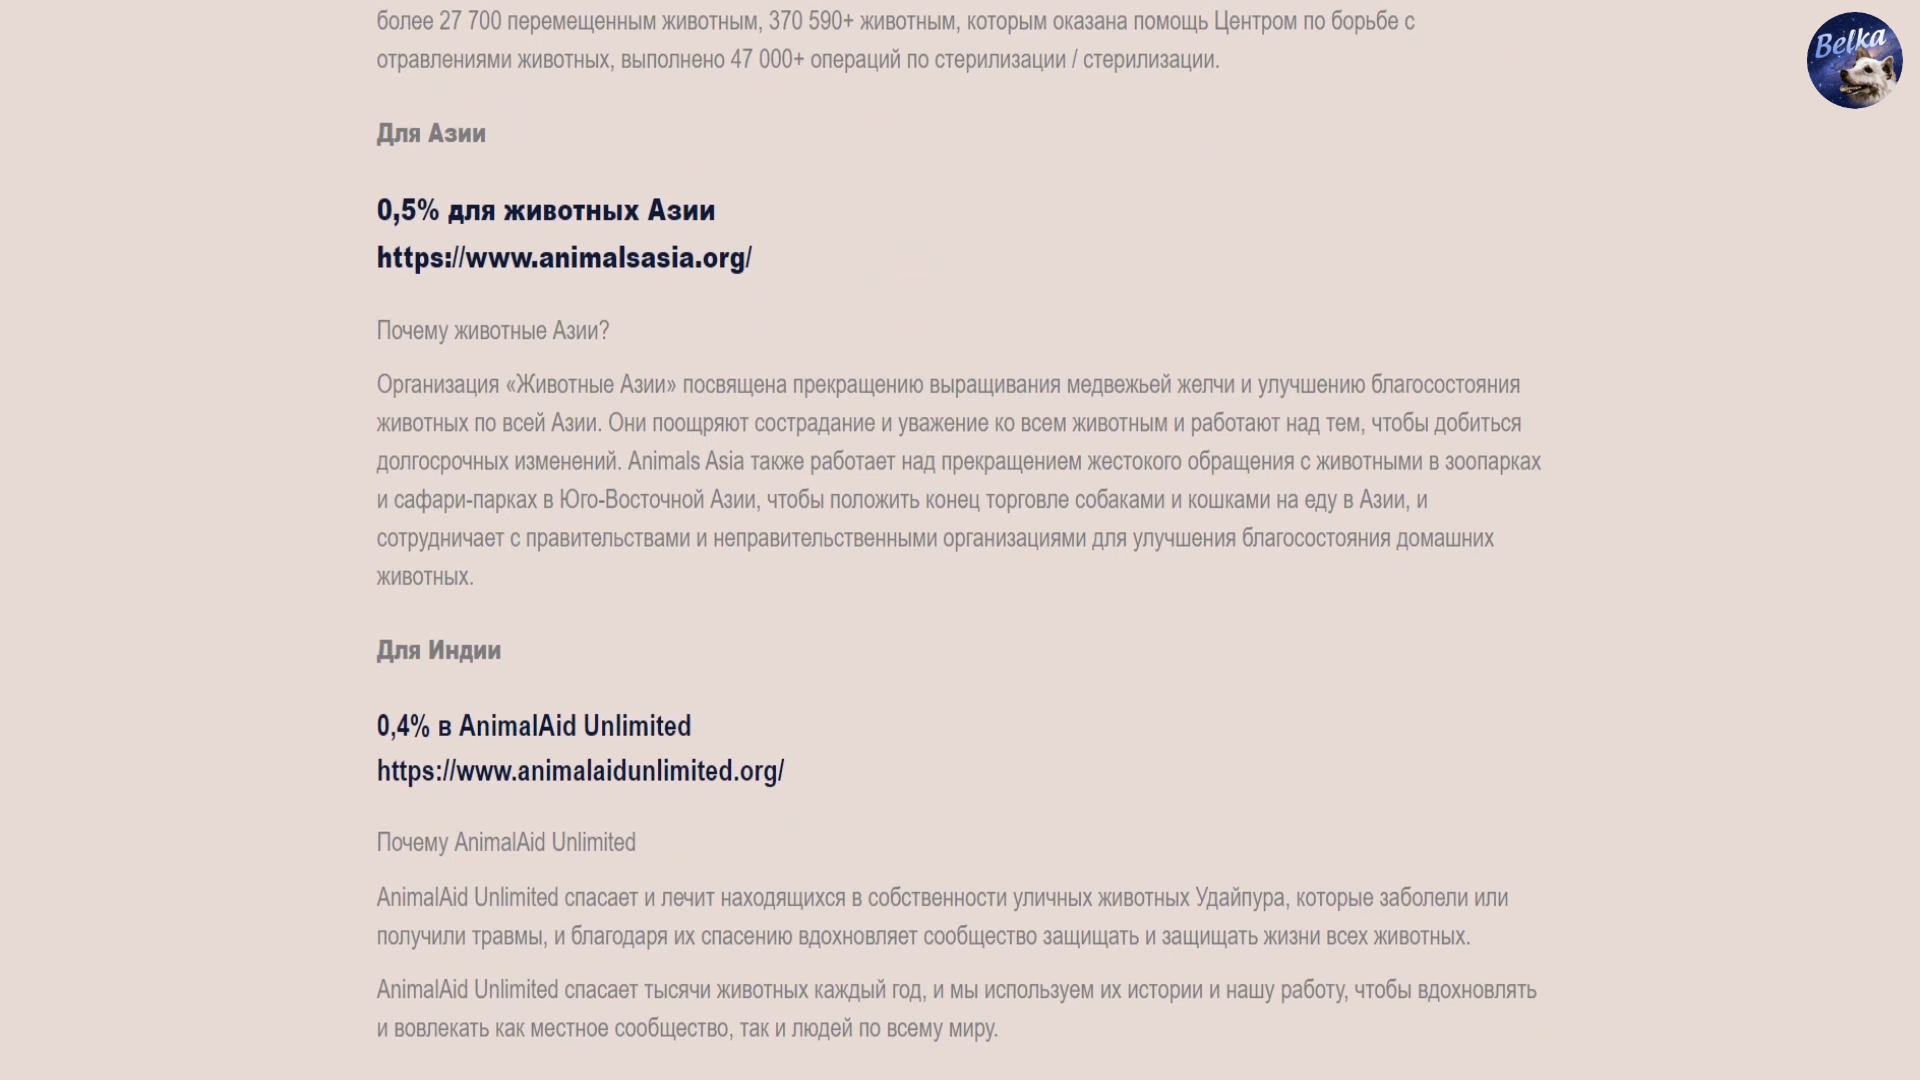 более 27 700 перемещенным животным, 370 590+ животным, которым оказана помощь Центром по борьбе с
отравлениями животных, выполнено 47 000+ операций по стерилизации / стерилизации.
Belka
Для Азии
0,5% для животных Азии
https://www.animalsasia.org/
Почему животные Азии?
Организация «Животные Азии» посвящена прекращению выращивания медвежьей желчи и улучшению благосостояния
животных по всей Азии. Они поощряют сострадание и уважение ко всем животным и работают над тем, чтобы добиться
долгосрочных изменений. Animals Asia также работает над прекращением жестокого обращения с животными в зоопарках
и сафари-парках в Юго-Восточной Азии, чтобы положить конец торговле собаками и кошками на еду в Азии, и
сотрудничает с правительствами и неправительственными организациями для улучшения благосостояния домашних
животных.
Для Индии
0,4% в AnimalAid Unlimited
https://www.animalaidunlimited.org/
Почему AnimalAid Unlimited
AnimalAid Unlimited спасает и лечит находящихся в собственности уличных животных Удайпура, которые заболели или
получили травмы, и благодаря их спасению вдохновляет сообщество защищать и защищать жизни всех животных.
AnimalAid Unlimited спасает тысячи животных каждый год, и мы используем их истории и нашу работу, чтобы вдохновлять
и вовлекать как местное сообщество, так и людей по всему миру.